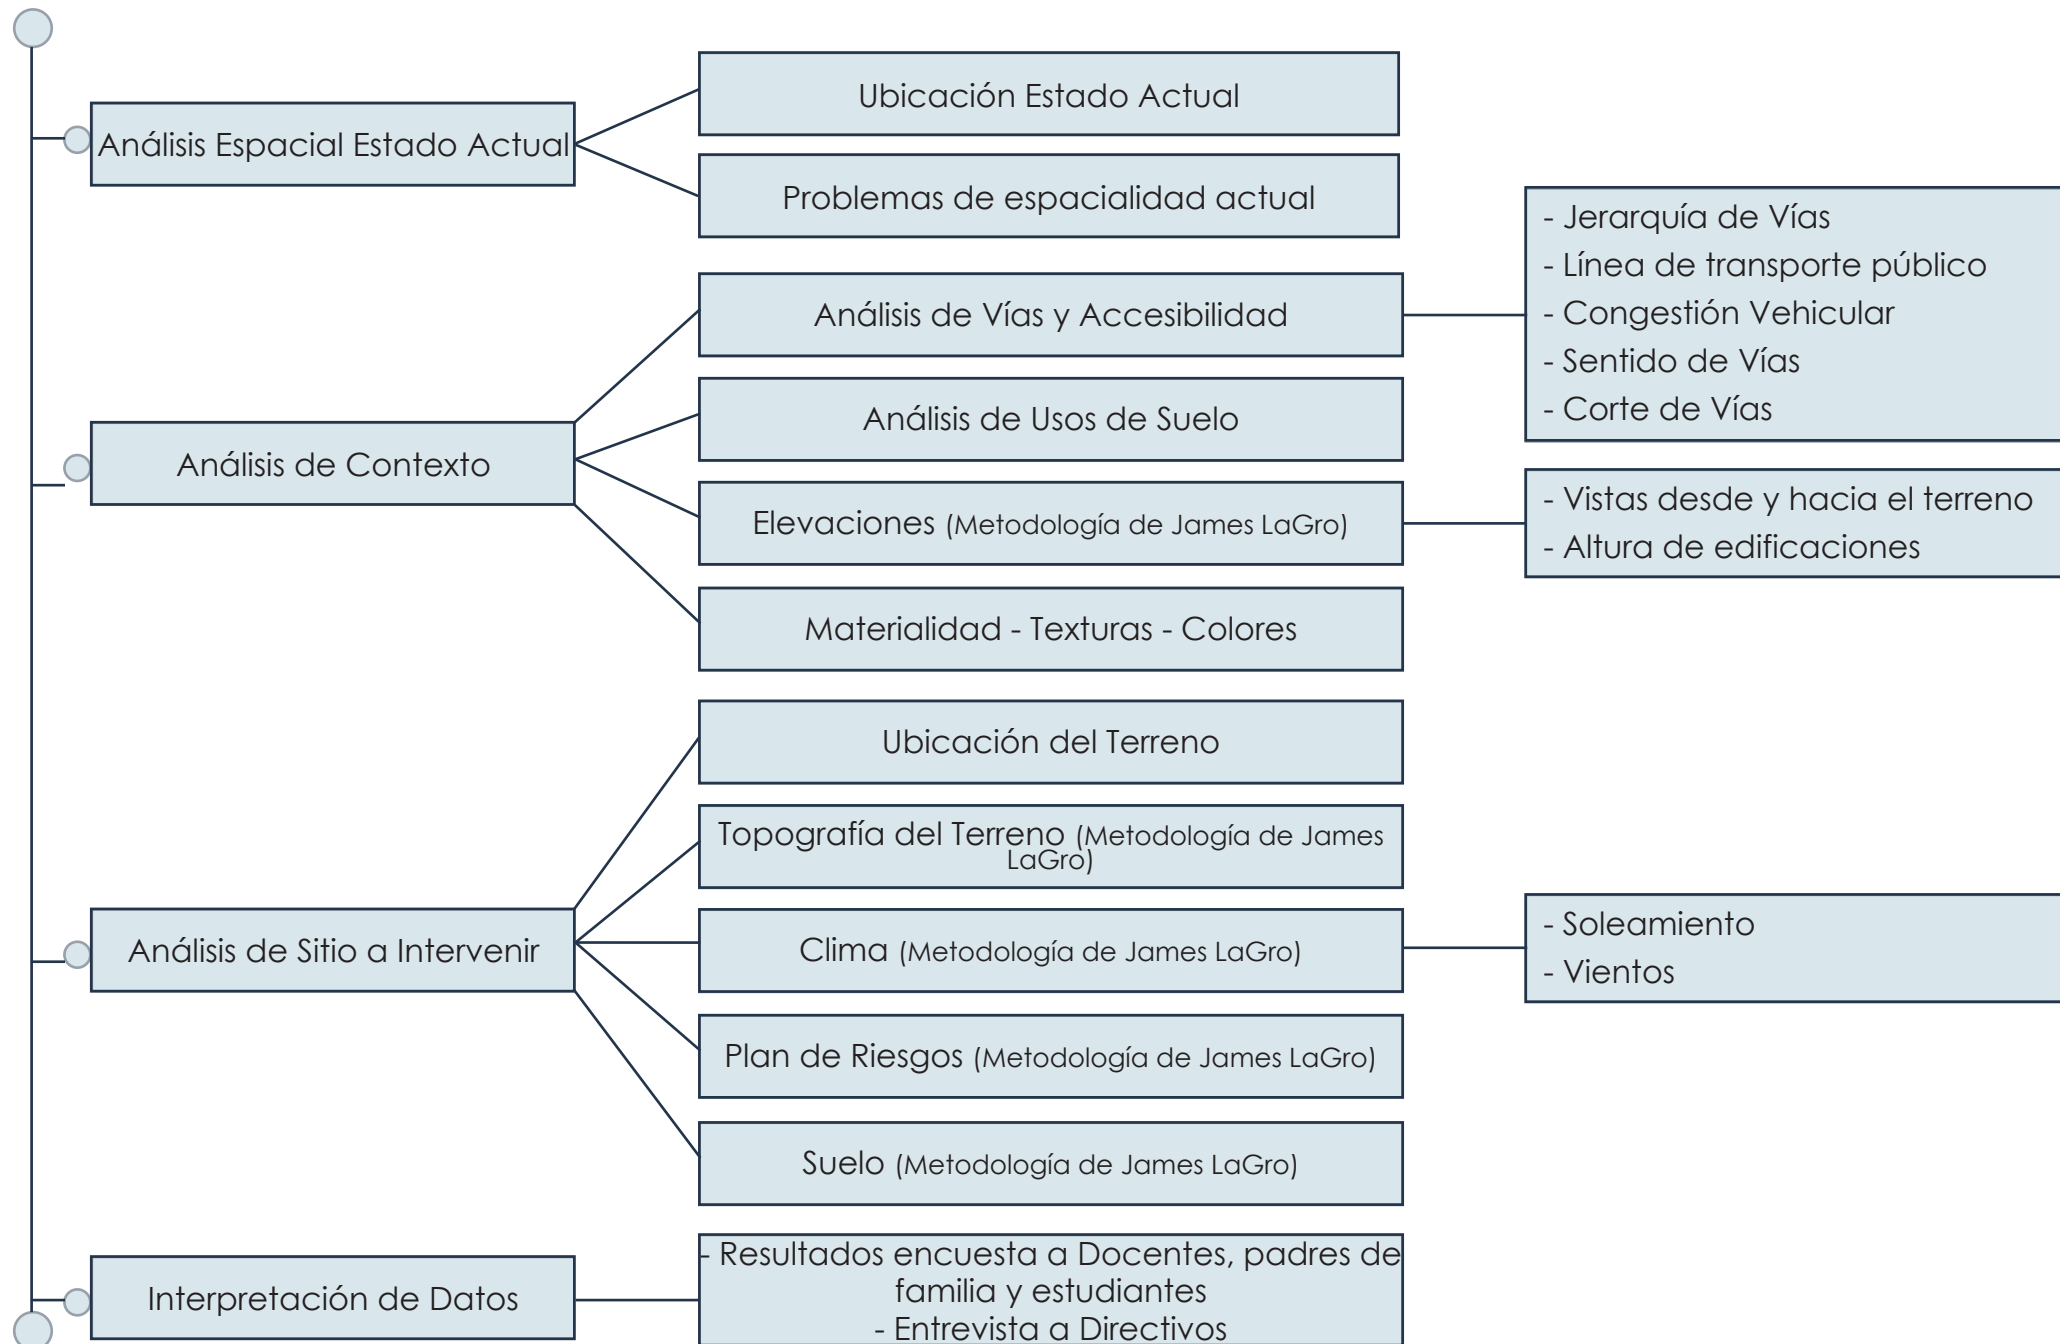 Análisis Espacial Estado Actual
Ubicación Estado Actual
Problemas de espacialidad actual
Análisis de Contexto
Análisis de Vías y Accesibilidad
- Jerarquía de Vías
- Línea de transporte público
- Congestión Vehicular
- Sentido de Vías
- Corte de Vías
Análisis de Usos de Suelo
Elevaciones (Metodología de James LaGro)
- Vistas desde y hacia el terreno
- Altura de edificaciones
Materialidad - Texturas - Colores
Análisis de Sitio a Intervenir
Ubicación del Terreno
Topografía del Terreno (Metodología de James
LaGro)
Clima (Metodología de James LaGro)
- Soleamiento
- Vientos
Plan de Riesgos (Metodología de James LaGro)
Suelo (Metodología de James LaGro)
Interpretación de Datos
- Resultados encuesta a Docentes, padres de
familia y estudiantes
- Entrevista a Directivos